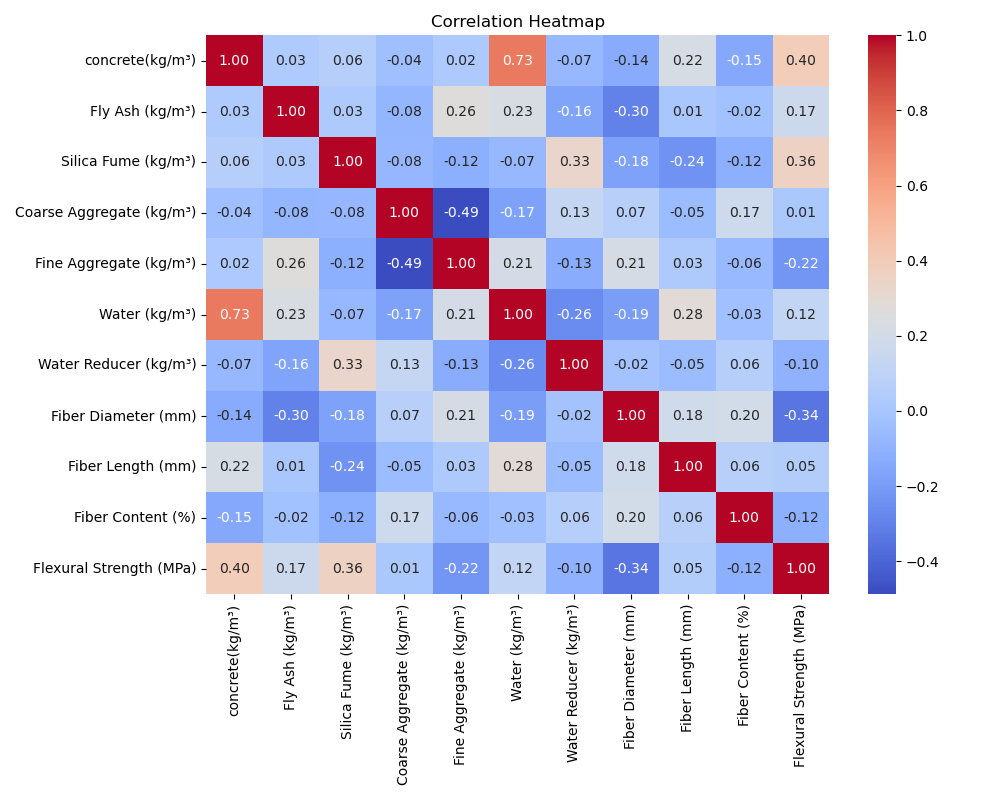 Correlation Heatmap
concrete(kg/m³) 1.00 0.03 0.06 -0.04 0.02 0.73 -0.07 -0.14 0.22 -0.15 0.40
Fly Ash (kg/m³) 0.03 1.00 0.03 -0.08 0.26 0.23 -0.16 -0.30 0.01 -0.02 0.17
Silica Fume (kg/m³) 0.06 0.03 1.00 -0.08 -0.12 -0.07 0.33 -0.18 -0.24 -0.12 0.36
Coarse Aggregate (kg/m³) -0.04 -0.08 -0.08 1.00 -0.49 -0.17 0.13 0.07 -0.05 0.17 0.01
Fine Aggregate (kg/m³) 0.02 0.26 -0.12 -0.49 1.00 0.21 -0.13 0.21 0.03 -0.06 -0.22
Water (kg/m³) 0.73 0.23 -0.07 -0.17 0.21 1.00 -0.26 -0.19 0.28 -0.03 0.12
Water Reducer (kg/m³) -0.07 -0.16 0.33 0.13 -0.13 -0.26 1.00 -0.02 -0.05 0.06 -0.10
Fiber Diameter (mm) -0.14 -0.30 -0.18 0.07 0.21 -0.19 -0.02 1.00 0.18 0.20 -0.34
Fiber Length (mm) 0.22 0.01 -0.24 -0.05 0.03 0.28 -0.05 0.18 1.00 0.06 0.05
Fiber Content (%) -0.15 -0.02 -0.12 0.17 -0.06 -0.03 0.06 0.20 0.06 1.00 -0.12
Flexural Strength (MPa) 0.40 0.17 0.36 0.01 -0.22 0.12 -0.10 -0.34 0.05 -0.12 1.00
concrete(kg/m³)
Fly Ash (kg/m³)
Silica Fume (kg/m³)
Coarse Aggregate (kg/m³)
Fine Aggregate (kg/m³)
Water (kg/m³)
Water Reducer (kg/m³)
Fiber Diameter (mm)
Fiber Length (mm)
Fiber Content (%)
Flexural Strength (MPa)
1.0
0.8
0.6
0.4
0.2
0.0
−0.2
−0.4